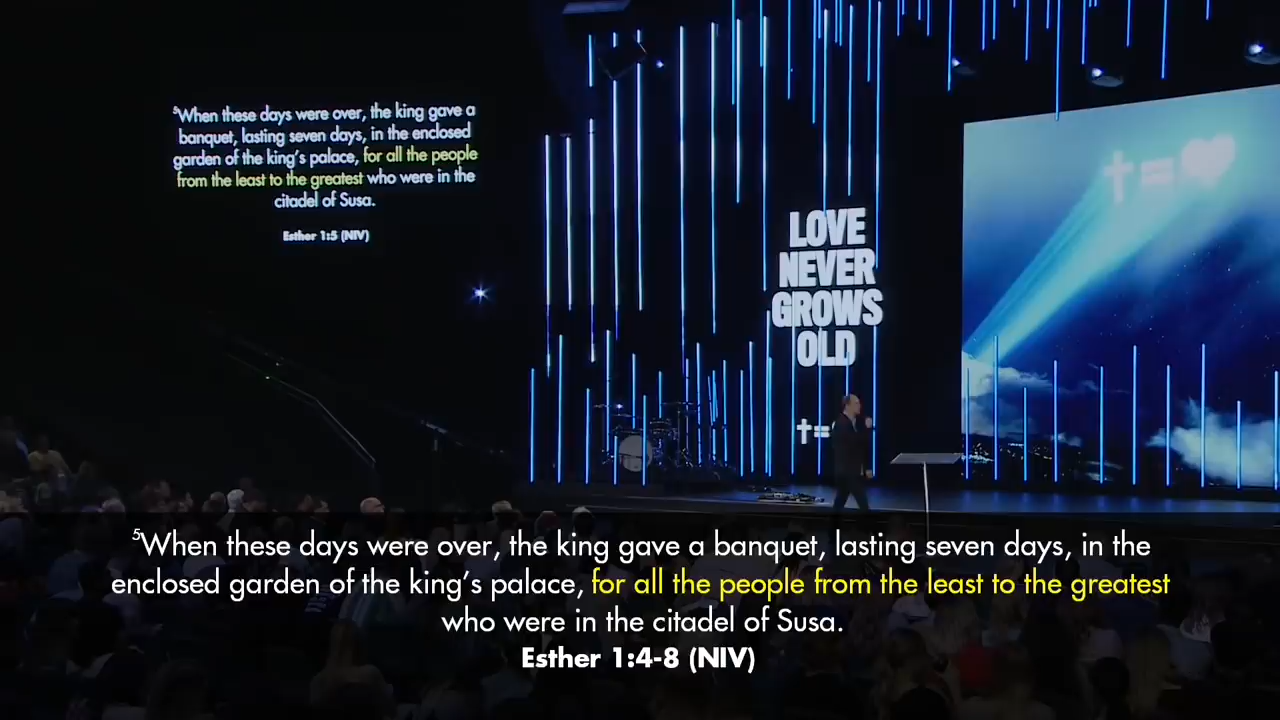 ⁵When these days were over, the king gave a
banquet, lasting seven days, in the enclosed
garden of the king's palace, for all the people
from the least to the greatest who were in the
citadel of Susa.
Esther 1:5 (NIV)
LOVE
NEVER
GROWS
OLD
†=
†=♥
⁵When these days were over, the king gave a banquet, lasting seven days, in the
enclosed garden of the king's palace, for all the people from the least to the greatest
who were in the citadel of Susa.
Esther 1:4-8 (NIV)